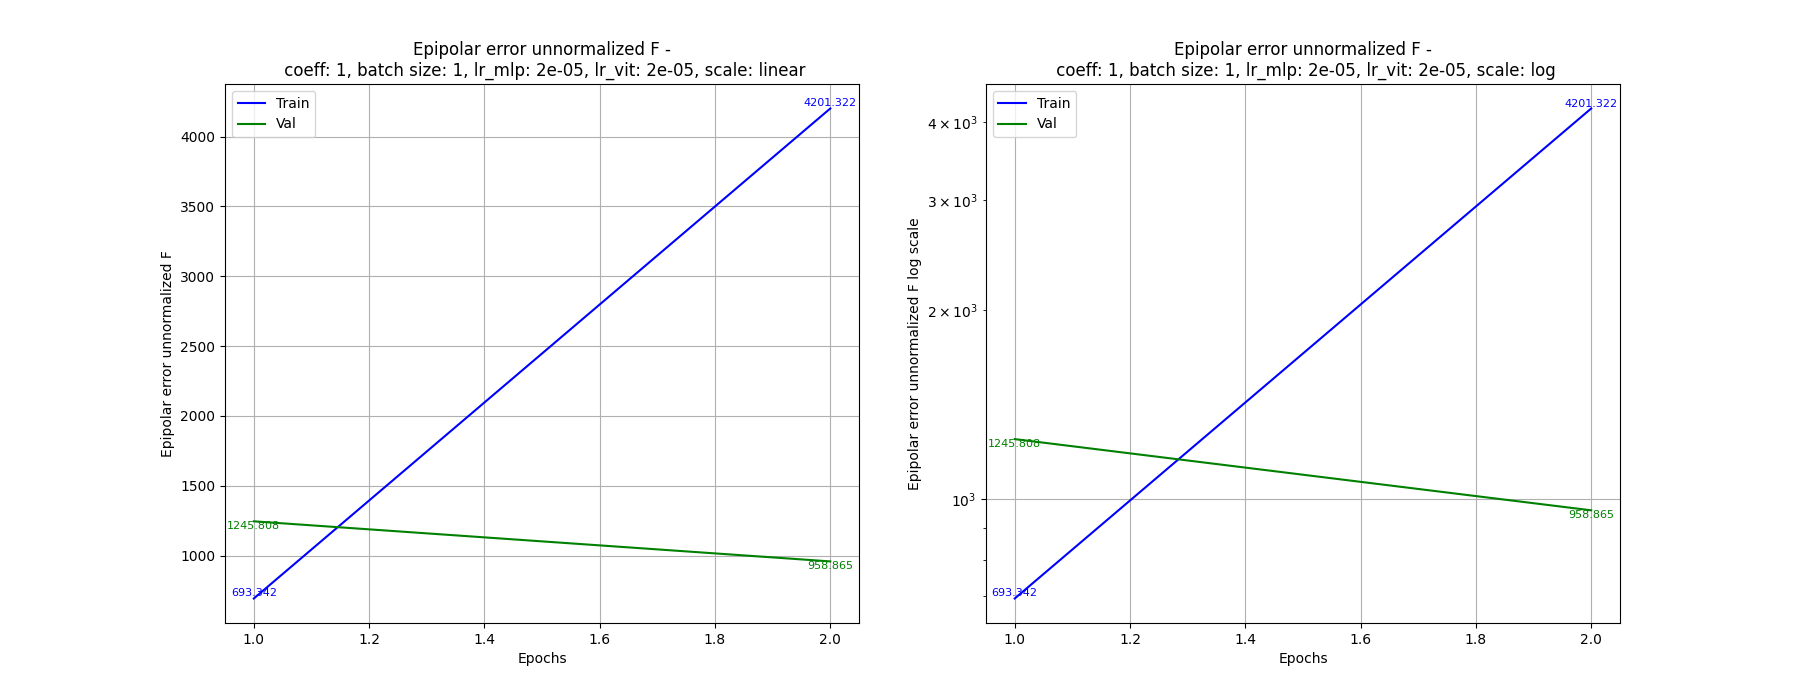 Epipolar error unnormalized F -
coeff: 1, batch size: 1, lr_mlp: 2e-05, lr_vit: 2e-05, scale: linear
Train
Val
4201.322
1245.808
958.865
693.342
4000
3500
3000
2500
2000
1500
1000
Epipolar error unnormalized F
1.0 1.2 1.4 1.6 1.8 2.0
Epochs
Epipolar error unnormalized F -
coeff: 1, batch size: 1, lr_mlp: 2e-05, lr_vit: 2e-05, scale: log
Train
Val
4201.322
1245.808
958.865
693.342
4 × 10³
3 × 10³
2 × 10³
10³
Epipolar error unnormalized F log scale
1.0 1.2 1.4 1.6 1.8 2.0
Epochs